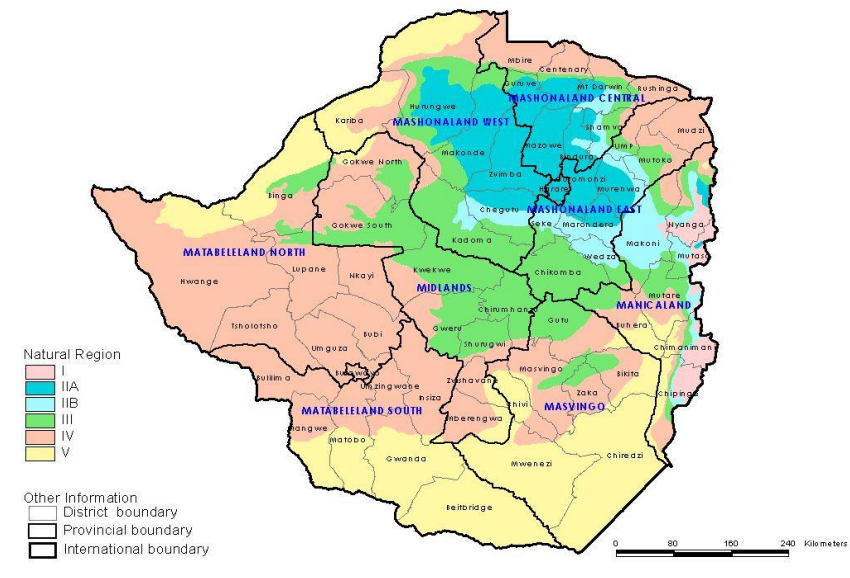 Mbire
Centenary
Guruve
Mt Darwin
Rushinga
MASHONALAND CENTRAL
Hurungwe
Kariba
MASHONALAND WEST
Shamva
Mudzi
Makonde
Mazowe
UMP
Bindura
Mutoko
Gokwe North
Zvimba
Goromonzi
Harare
Murehwa
Binga
Chegutu
MASHONALAND EAST
Gokwe South
Seke
Marondera
Nyanga
Kadoma
Makoni
MATABELELAND NORTH
Wedza
Mutasa
Lupane
Kwekwe
Chikomba
Hwange
Nkayi
MIDLANDS
Mutare
MANICALAND
Chirumhanzu
Gutu
Buhera
Tsholotsho
Gweru
Bubi
Umguza
Shurugwi
Chimanimani
Natural Region
I
IIA
IIB
III
IV
V
Bulawayo
Masvingo
Bulilima
Umzingwane
Zvishavane
Bikita
Insiza
Zaka
Chipinge
MATABELELAND SOUTH
Chivi
MASVINGO
Mangwe
Mberengwa
Matobo
Gwanda
Mwenezi
Chiredzi
Beitbridge
Other Information
District boundary
Provincial boundary
International boundary
0 80 160 240 Kilometers